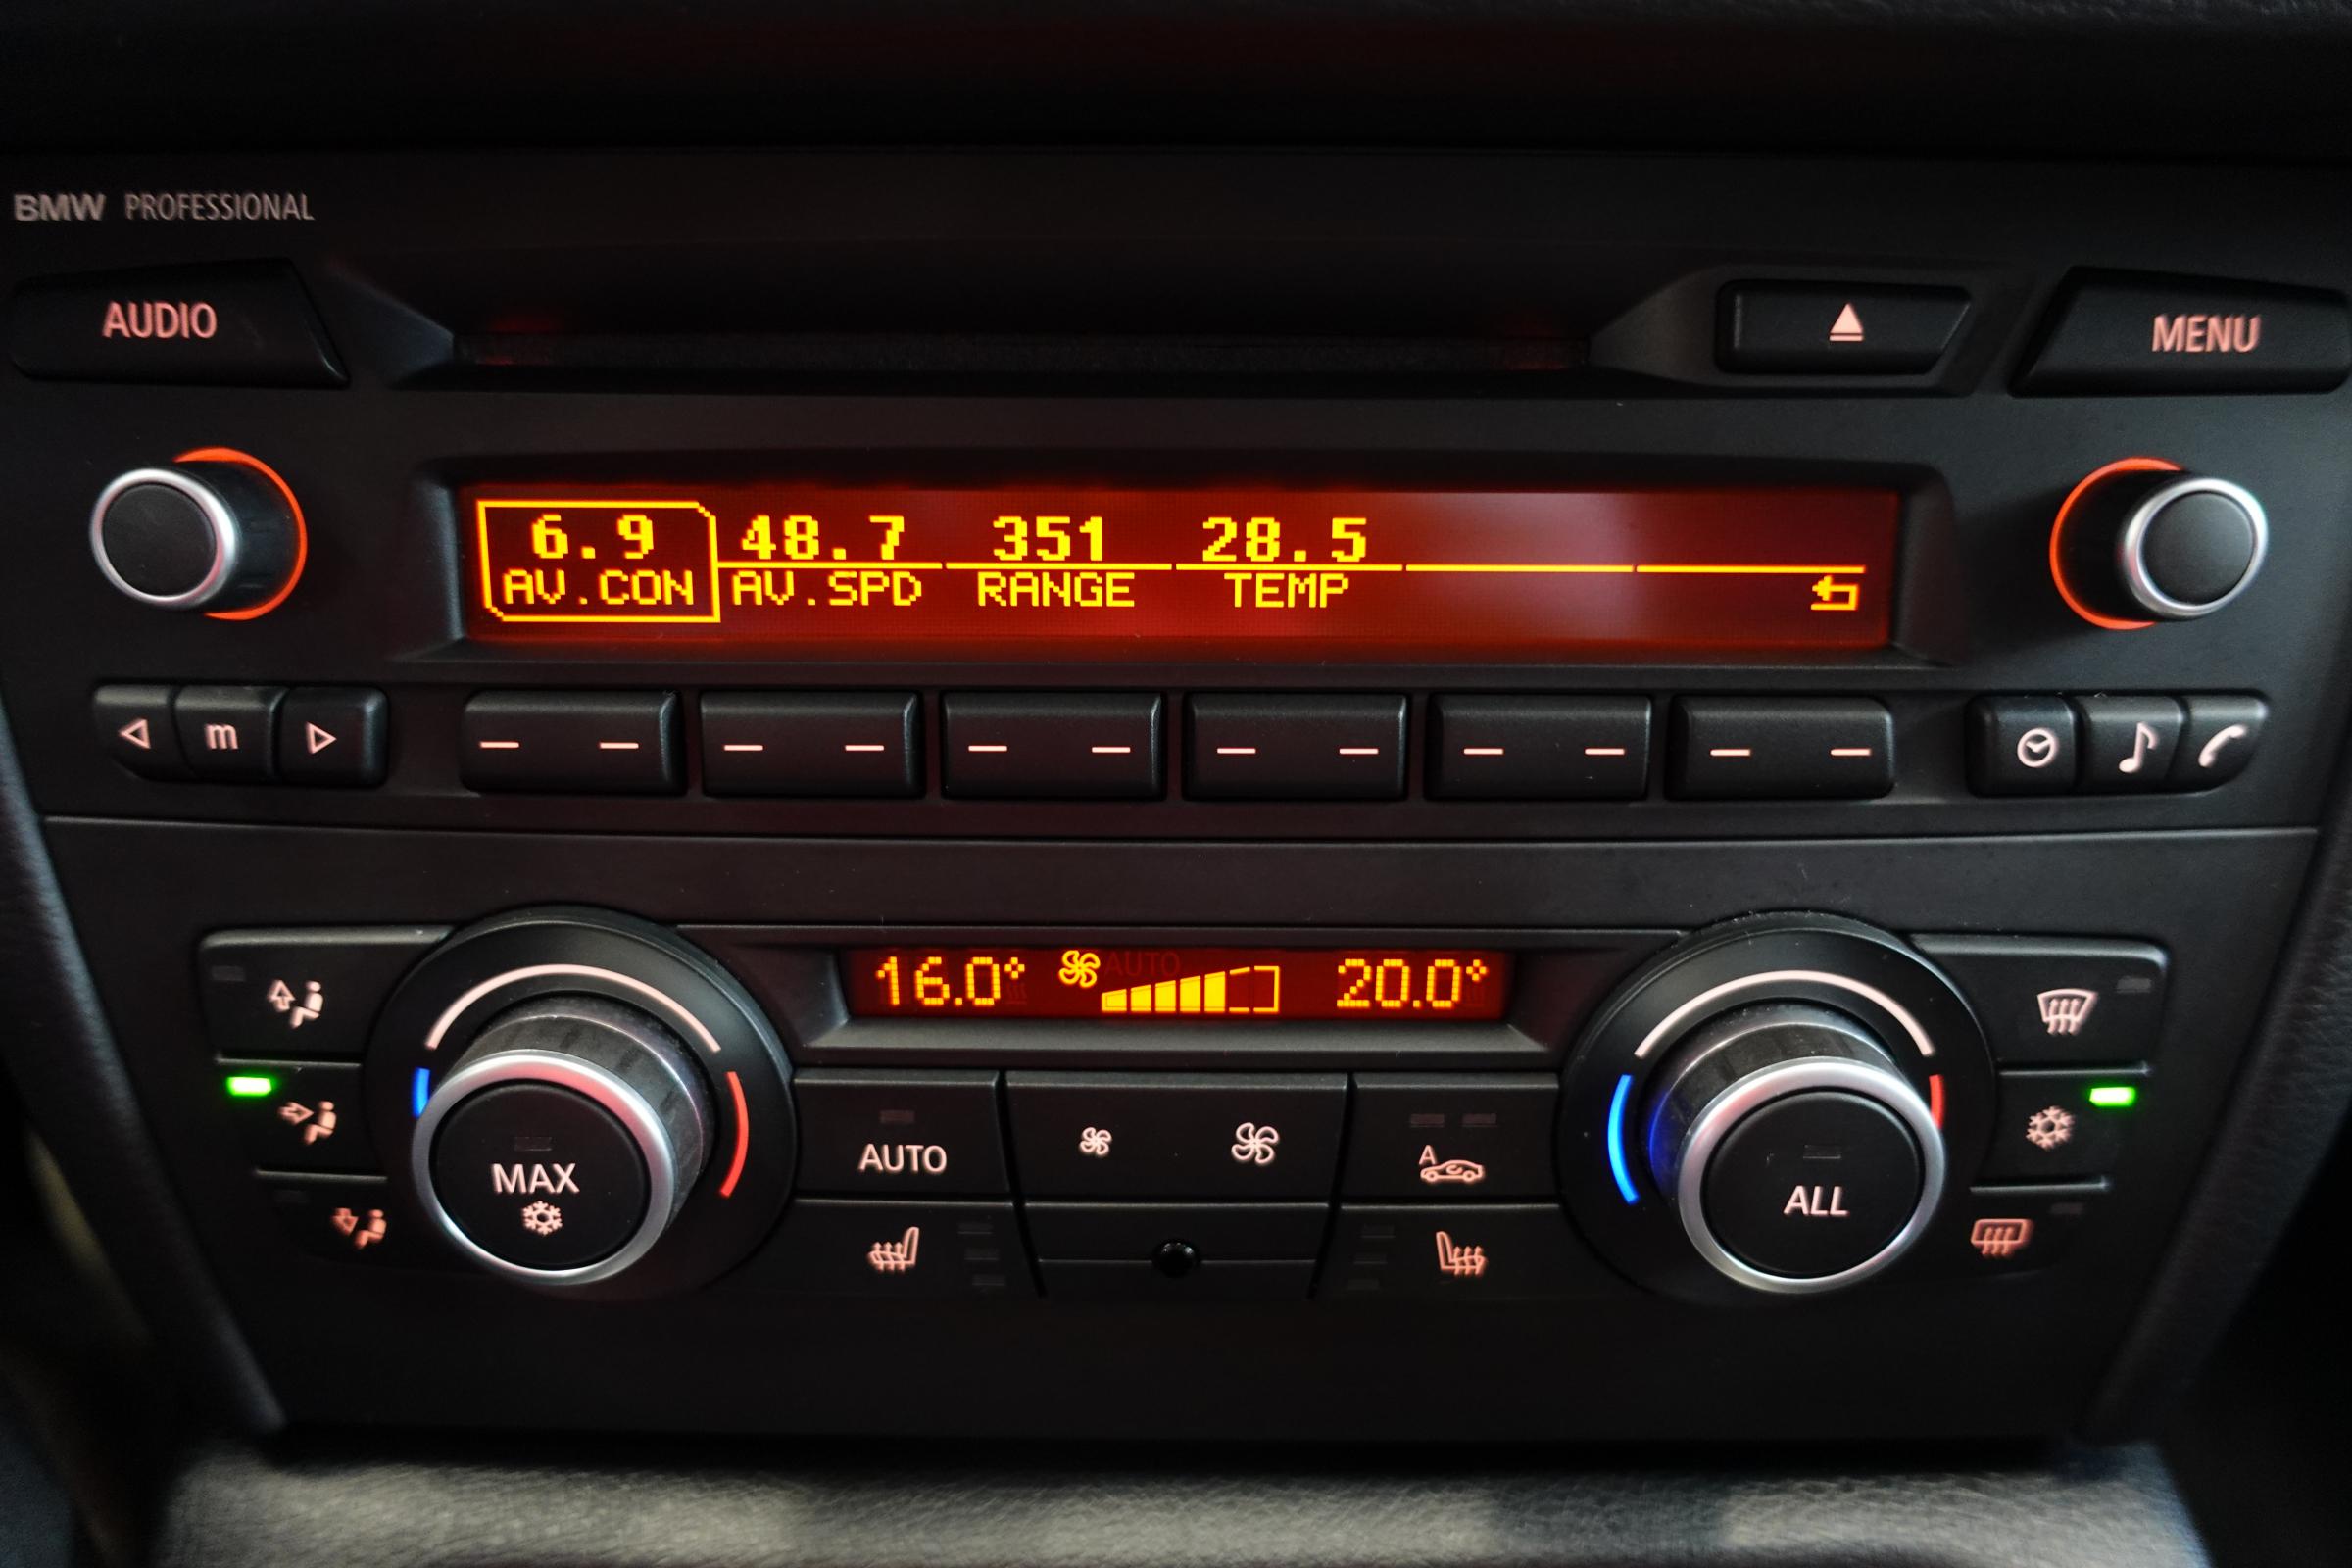 BMW PROFESSIONAL
AUDIO
MENU
6.9 48.7 351 28.5
AV.CON AV.SPD RANGE TEMP
m
16.0° AUTO 20.0°
MAX
AUTO
A
ALL